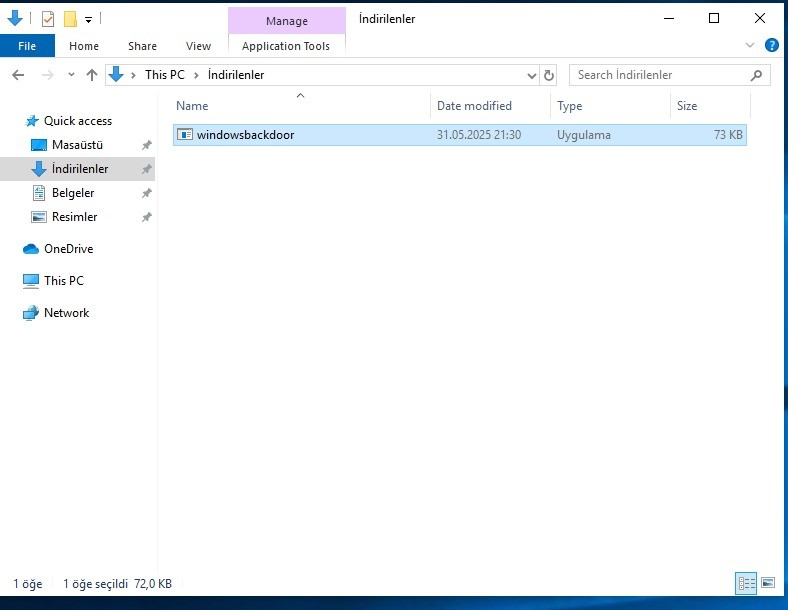 Manage
İndirilenler
File
Home
Share
View
Application Tools
This PC
İndirilenler
Search İndirilenler
Name
Date modified
Type
Size
Quick access
Masaüstü
İndirilenler
Belgeler
Resimler
OneDrive
This PC
Network
windowsbackdoor
31.05.2025 21:30
Uygulama
73 KB
1 öğe
1 öğe seçildi 72,0 KB